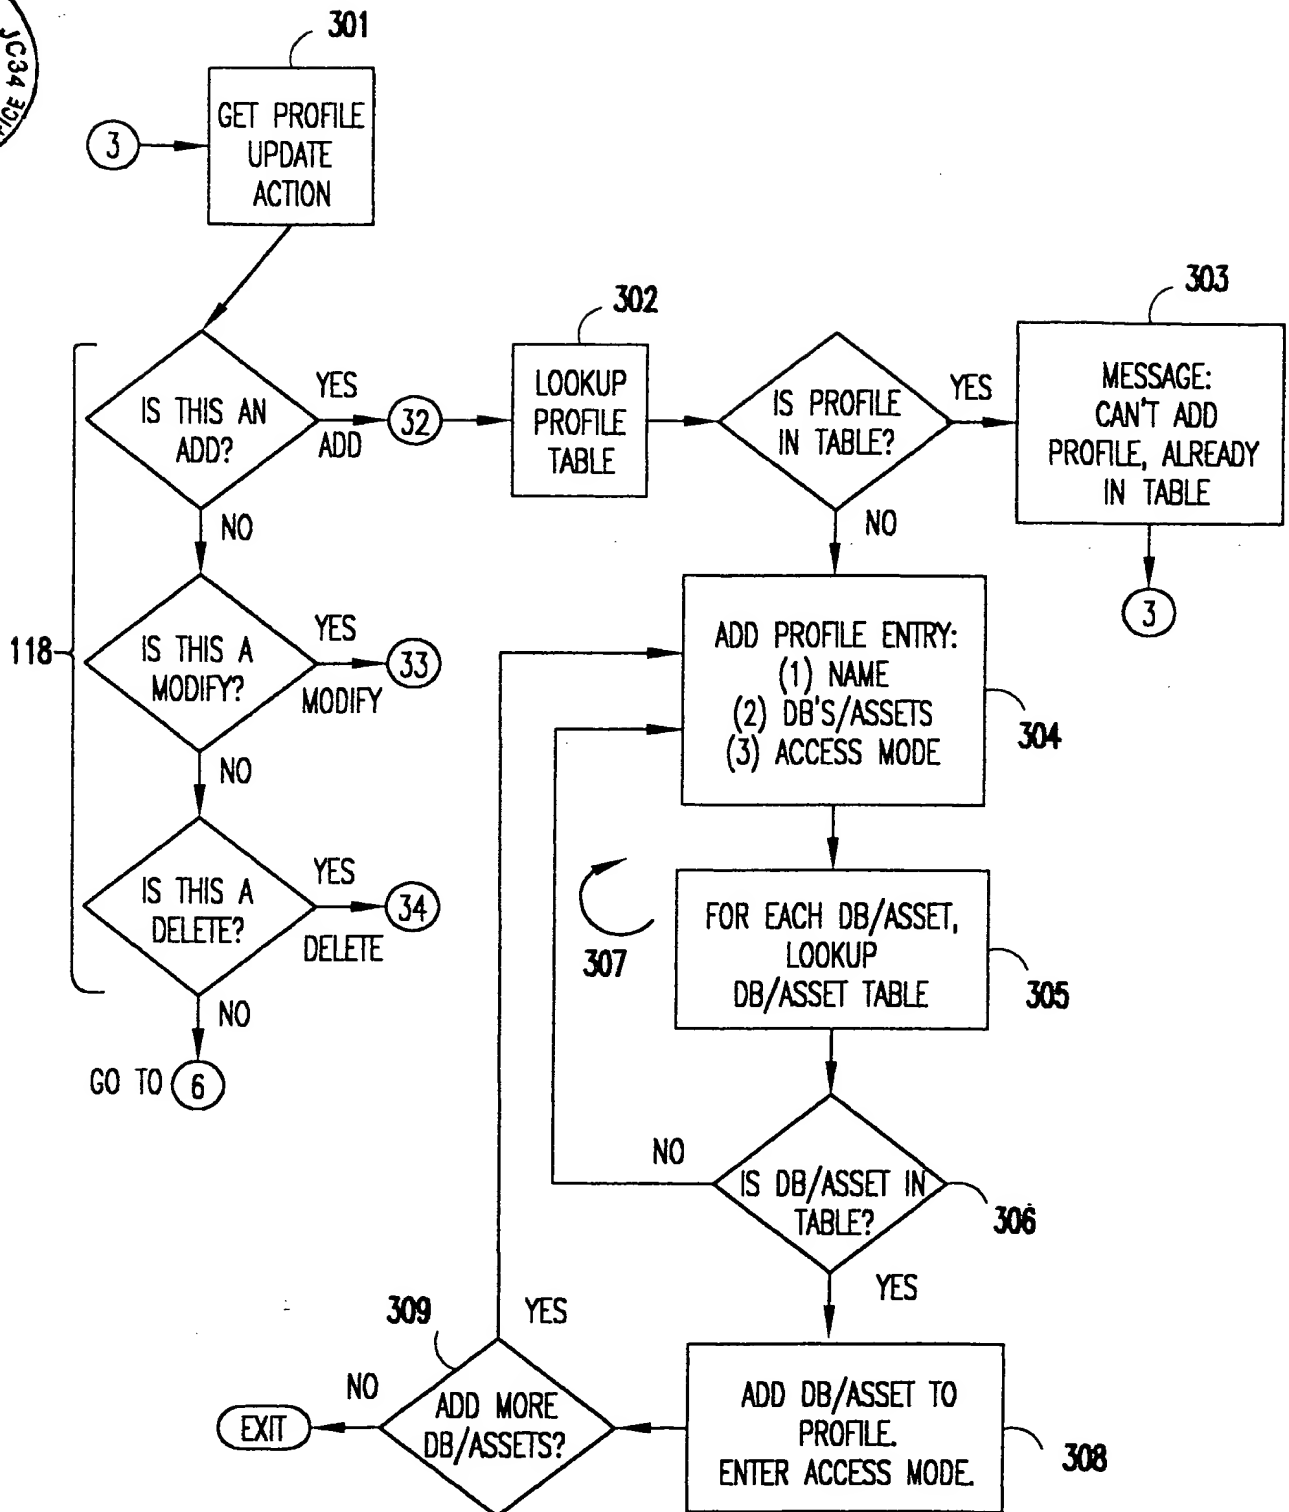 JC34
301
3
GET PROFILE
UPDATE
ACTION
118
IS THIS AN
ADD?
YES
ADD
32
302
LOOKUP
PROFILE
TABLE
IS PROFILE
IN TABLE?
YES
303
MESSAGE:
CAN'T ADD
PROFILE, ALREADY
IN TABLE
3
NO
NO
IS THIS A
MODIFY?
YES
MODIFY
33
NO
IS THIS A
DELETE?
YES
DELETE
34
NO
GO TO 6
ADD PROFILE ENTRY:
(1) NAME
(2) DB'S/ASSETS
(3) ACCESS MODE
304
307
FOR EACH DB/ASSET,
LOOKUP
DB/ASSET TABLE
305
IS DB/ASSET IN
TABLE?
306
NO
YES
ADD DB/ASSET TO
PROFILE.
ENTER ACCESS MODE.
308
309
ADD MORE
DB/ASSETS?
YES
NO
EXIT